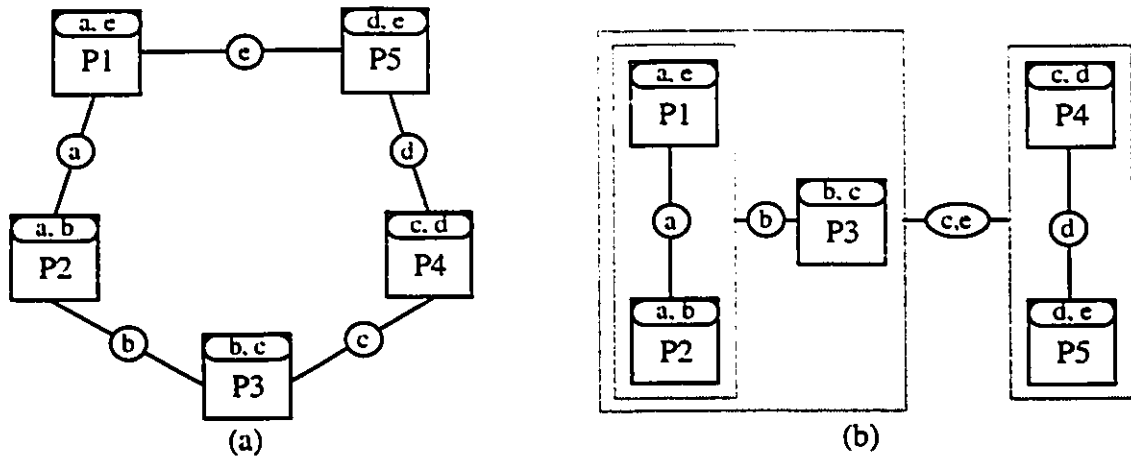 a, e
P1
e
d, e
P5
a
d
a, b
P2
c, d
P4
b
c
b, c
P3
(a)
a, e
P1
c, d
P4
a
b
b, c
P3
c,e
d
a, b
P2
d, e
P5
(b)